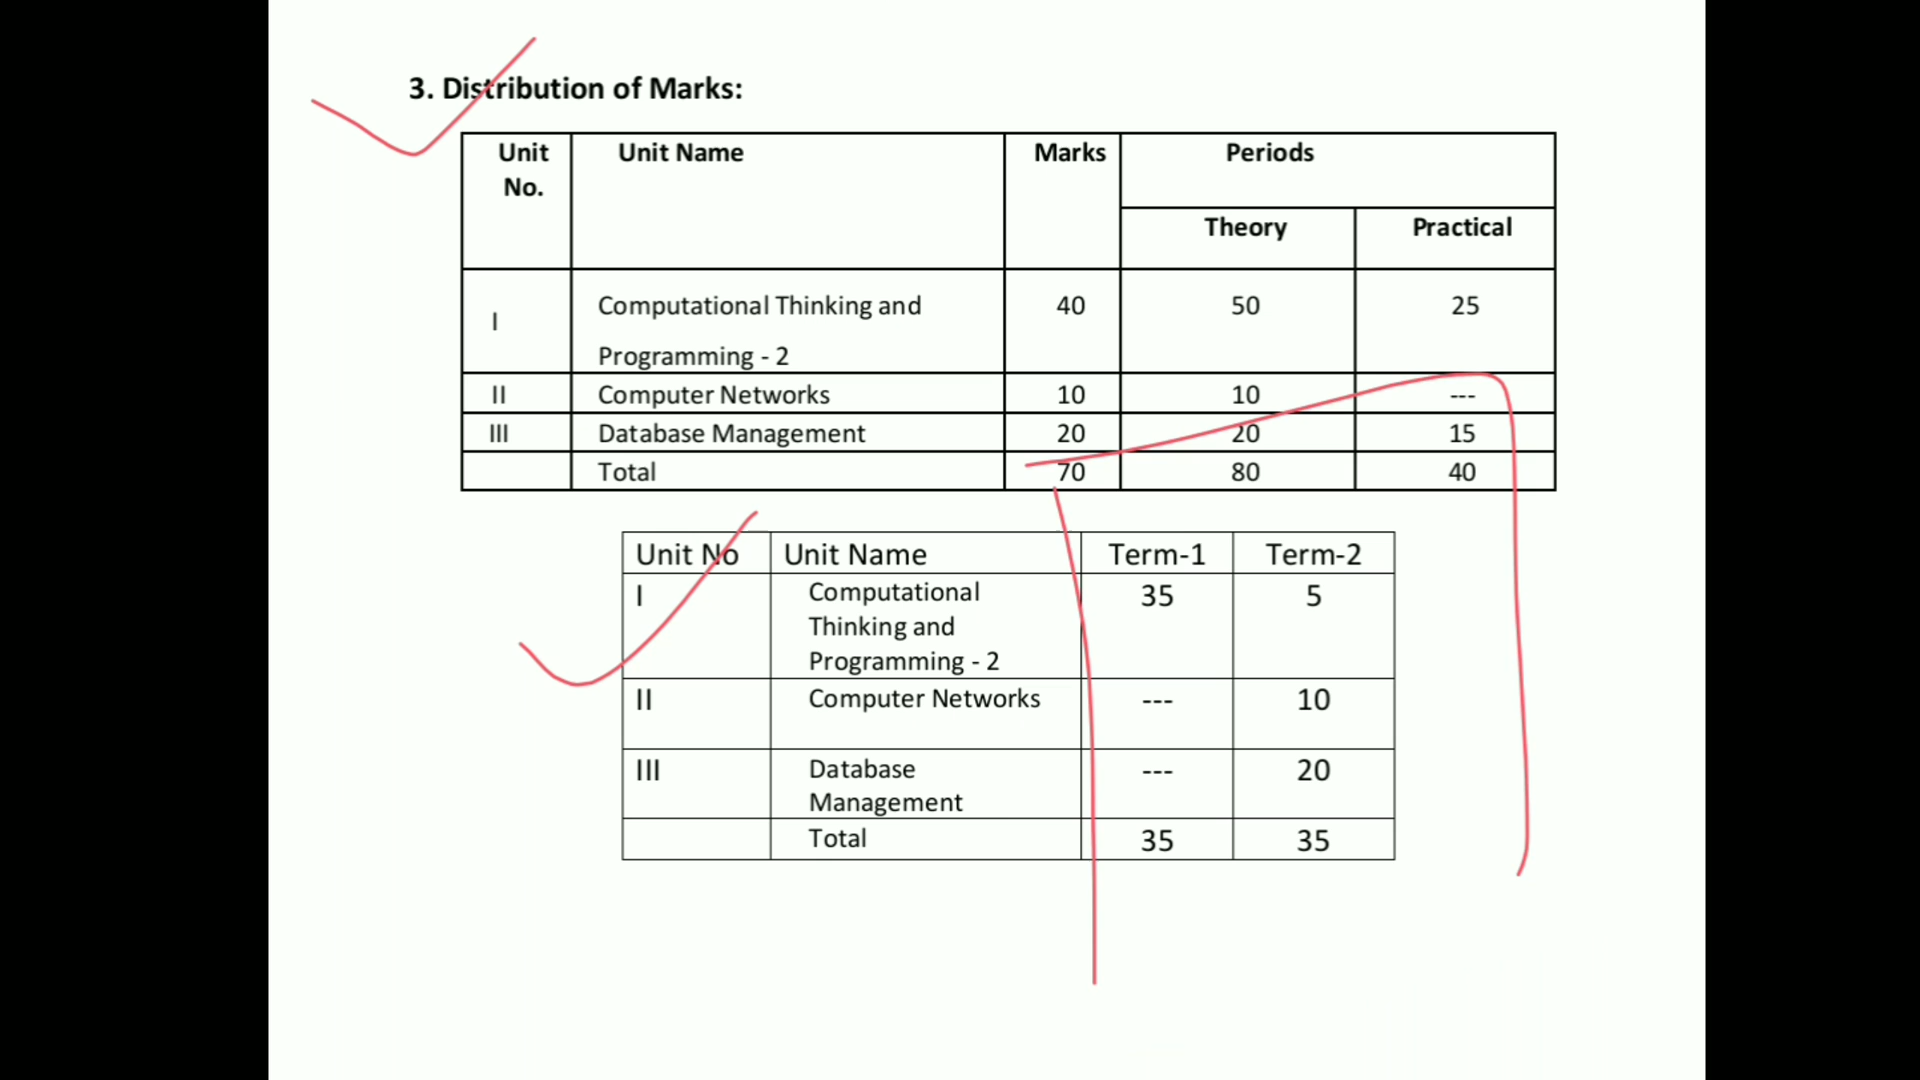 3. Distribution of Marks:
Unit No. Unit Name Marks Periods
Theory Practical
I Computational Thinking and Programming - 2 40 50 25
II Computer Networks 10 10 ---
III Database Management 20 20 15
Total 70 80 40
Unit No Unit Name Term-1 Term-2
I Computational Thinking and Programming - 2 35 5
II Computer Networks --- 10
III Database Management --- 20
Total 35 35